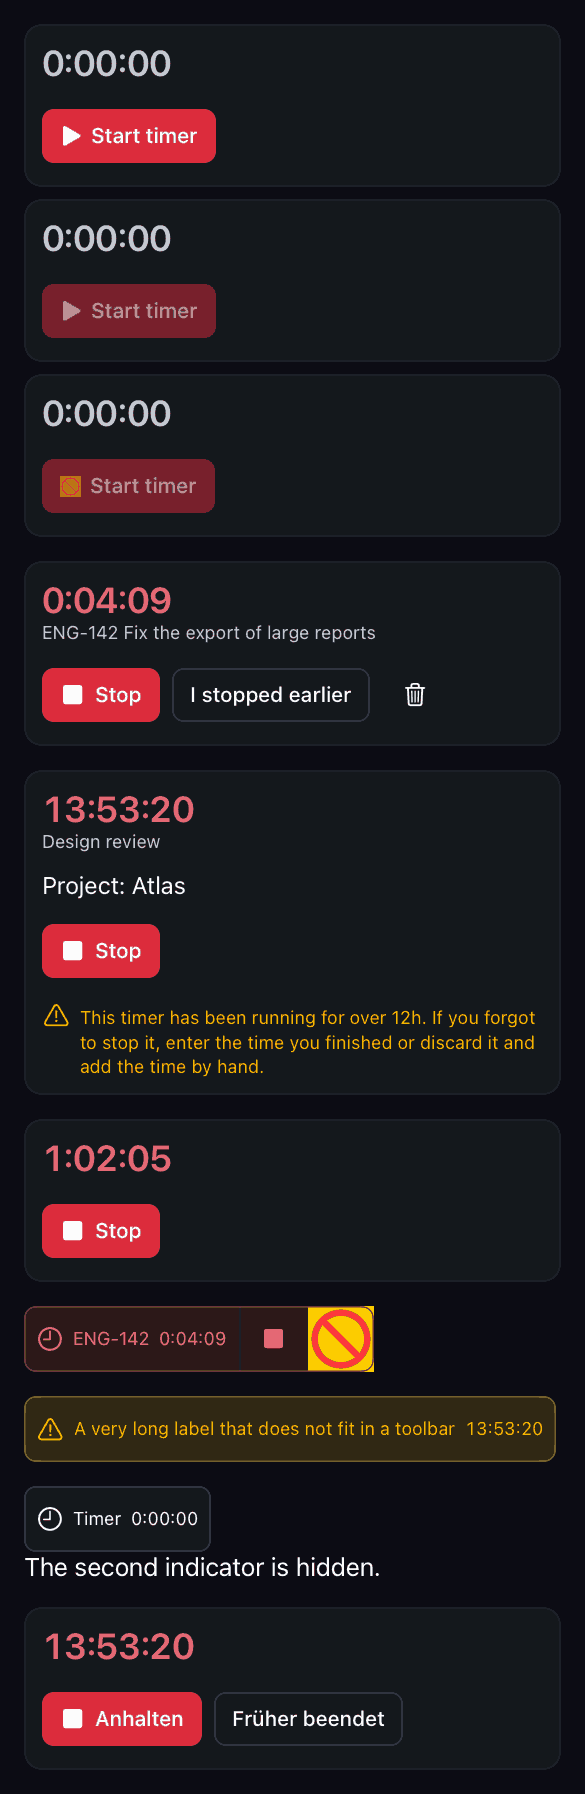 0:00:00
Start timer
0:00:00
Start timer
0:00:00
Start timer
0:04:09
ENG-142 Fix the export of large reports
Stop
I stopped earlier
13:53:20
Design review
Project: Atlas
Stop
This timer has been running for over 12h. If you forgot
to stop it, enter the time you finished or discard it and
add the time by hand.
1:02:05
Stop
ENG-142 0:04:09
A very long label that does not fit in a toolbar 13:53:20
Timer 0:00:00
The second indicator is hidden.
13:53:20
Anhalten
Früher beendet